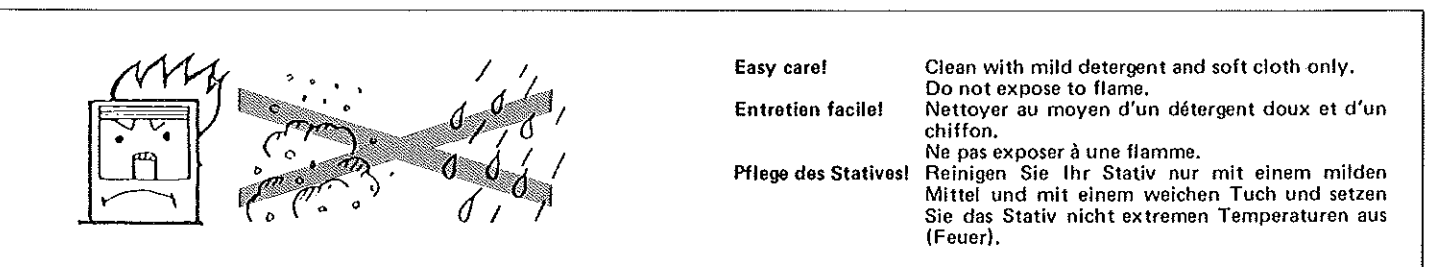 Easy care! Clean with mild detergent and soft cloth only.
Do not expose to flame.
Entretien facile! Nettoyer au moyen d'un détergent doux et d'un
chiffon.
Ne pas exposer à une flamme.
Pflege des Statives! Reinigen Sie Ihr Stativ nur mit einem milden
Mittel und mit einem weichen Tuch und setzen
Sie das Stativ nicht extremen Temperaturen aus
(Feuer).